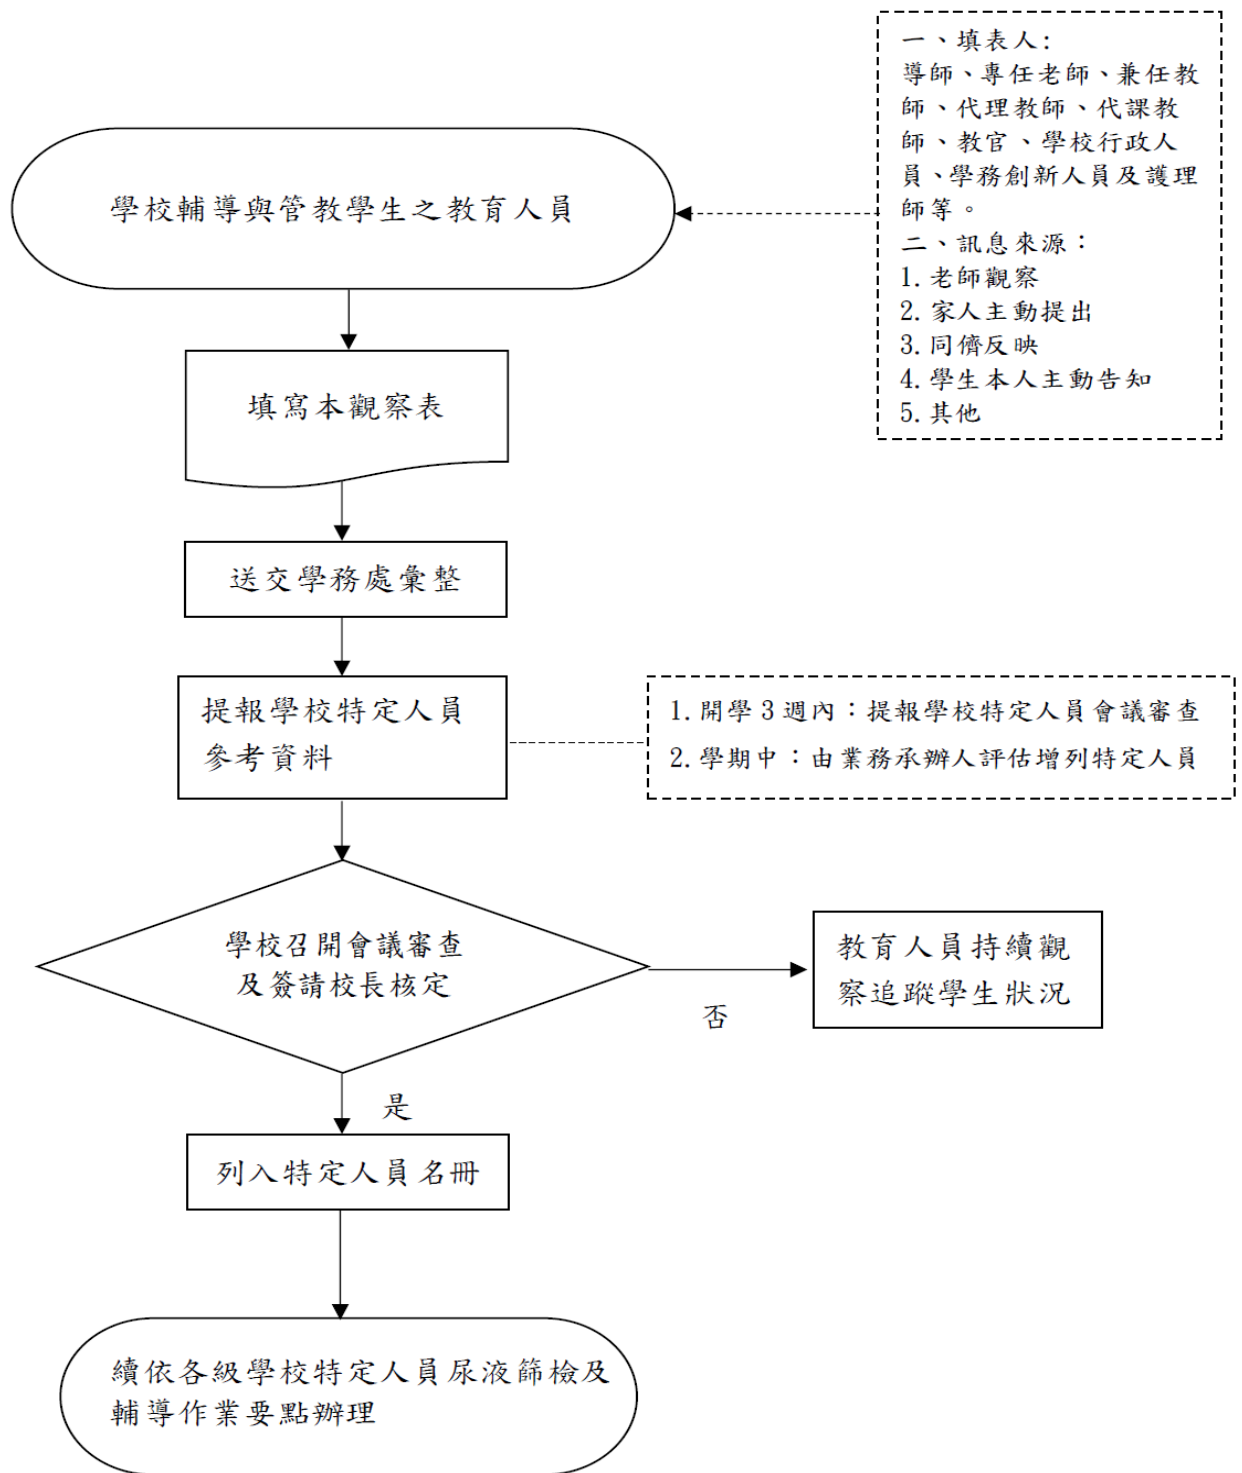 一、填表人:
導師、專任老師、兼任教
師、代理教師、代課教
師、教官、學校行政人
員、學務創新人員及護理
師等。
二、訊息來源：
1.老師觀察
2.家人主動提出
3.同儕反映
4.學生本人主動告知
5.其他
學校輔導與管教學生之教育人員
填寫本觀察表
送交學務處彙整
提報學校特定人員
參考資料
1.開學3週內：提報學校特定人員會議審查
2.學期中：由業務承辦人評估增列特定人員
學校召開會議審查
及簽請校長核定
否
教育人員持續觀
察追蹤學生狀況
是
列入特定人員名冊
續依各級學校特定人員尿液篩檢及
輔導作業要點辦理